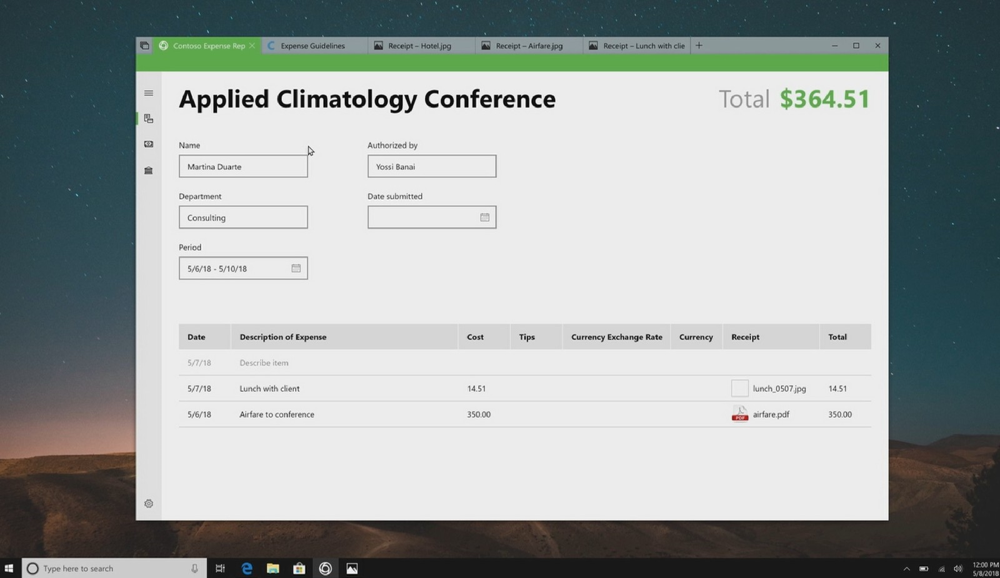 Contoso Expense Rep
Expense Guidelines
Receipt – Hotel.jpg
Receipt – Airfare.jpg
Receipt – Lunch with clie
Applied Climatology Conference
Total $364.51
Name
Authorized by
Martina Duarte
Yossi Banai
Department
Date submitted
Consulting
Period
5/6/18 - 5/10/18
Date Description of Expense Cost Tips Currency Exchange Rate Currency Receipt Total
5/7/18 Describe item
5/7/18 Lunch with client 14.51 lunch_0507.jpg 14.51
5/6/18 Airfare to conference 350.00 PDF airfare.pdf 350.00
Type here to search
12:00 PM
5/8/2018